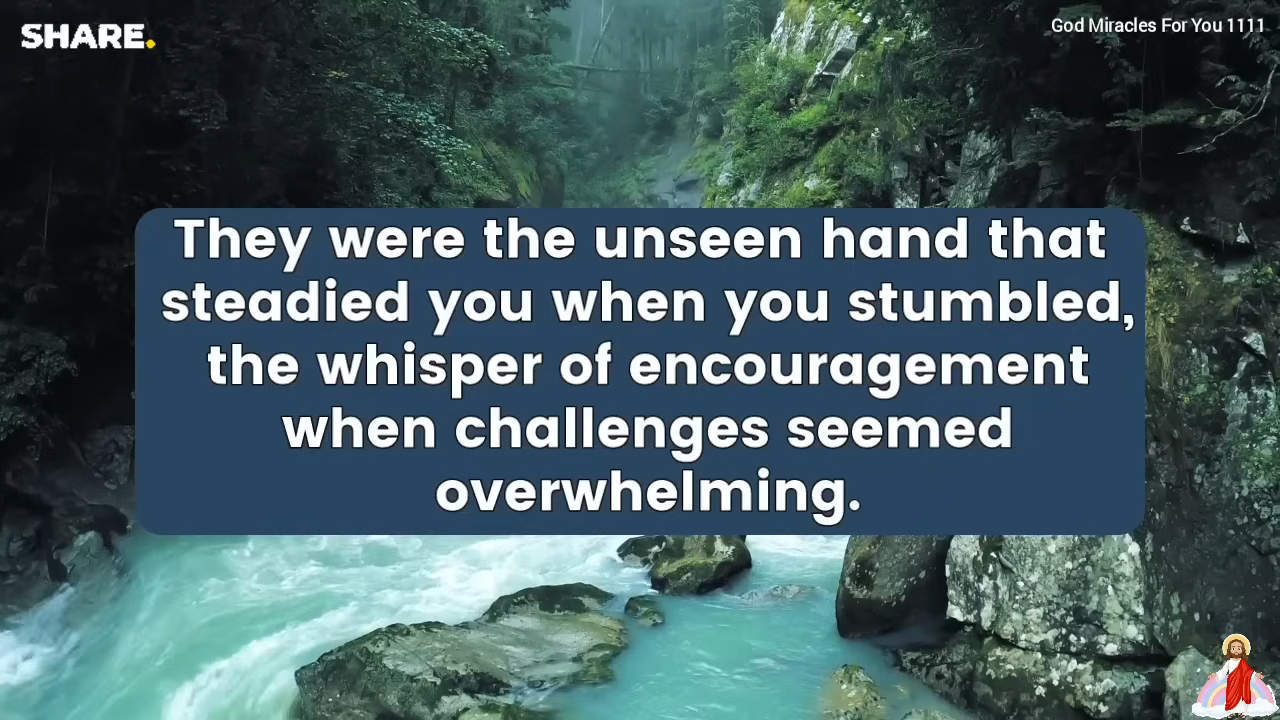 SHARE.
God Miracles For You 1111
They were the unseen hand that
steadied you when you stumbled,
the whisper of encouragement
when challenges seemed
overwhelming.